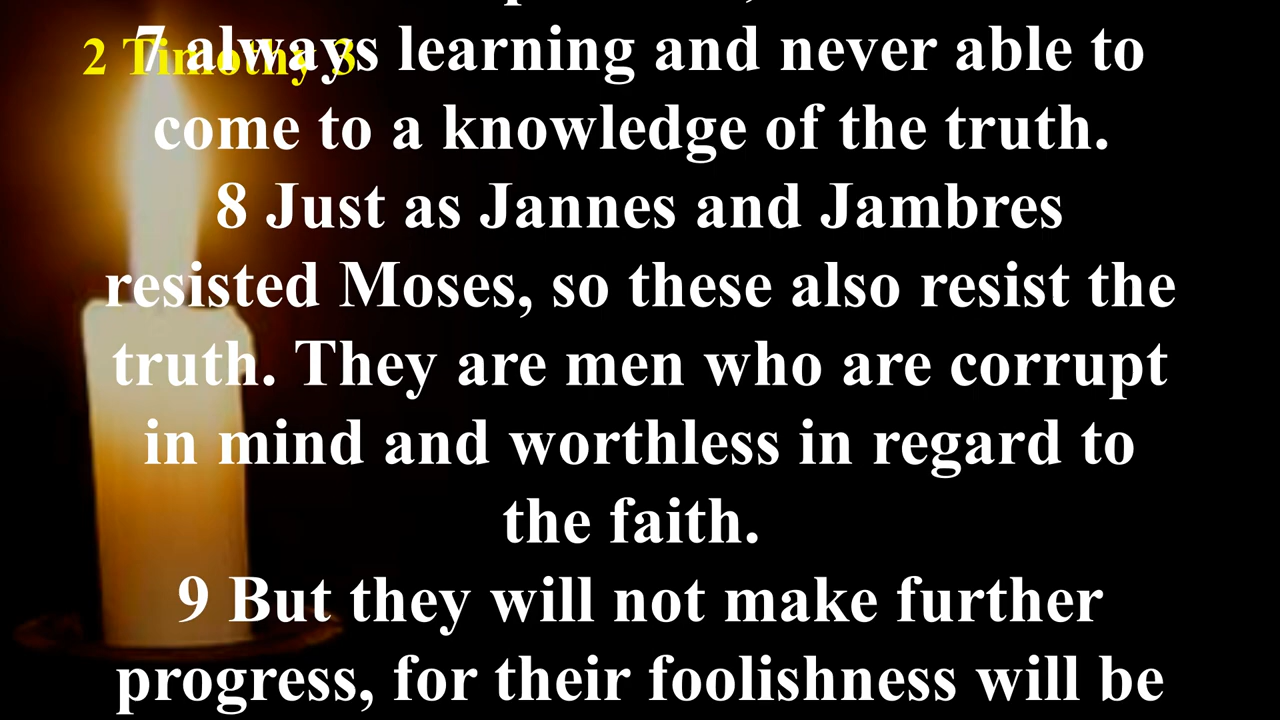 2 Timothy 3
7 always learning and never able to
come to a knowledge of the truth.
8 Just as Jannes and Jambres
resisted Moses, so these also resist the
truth. They are men who are corrupt
in mind and worthless in regard to
the faith.
9 But they will not make further
progress, for their foolishness will be